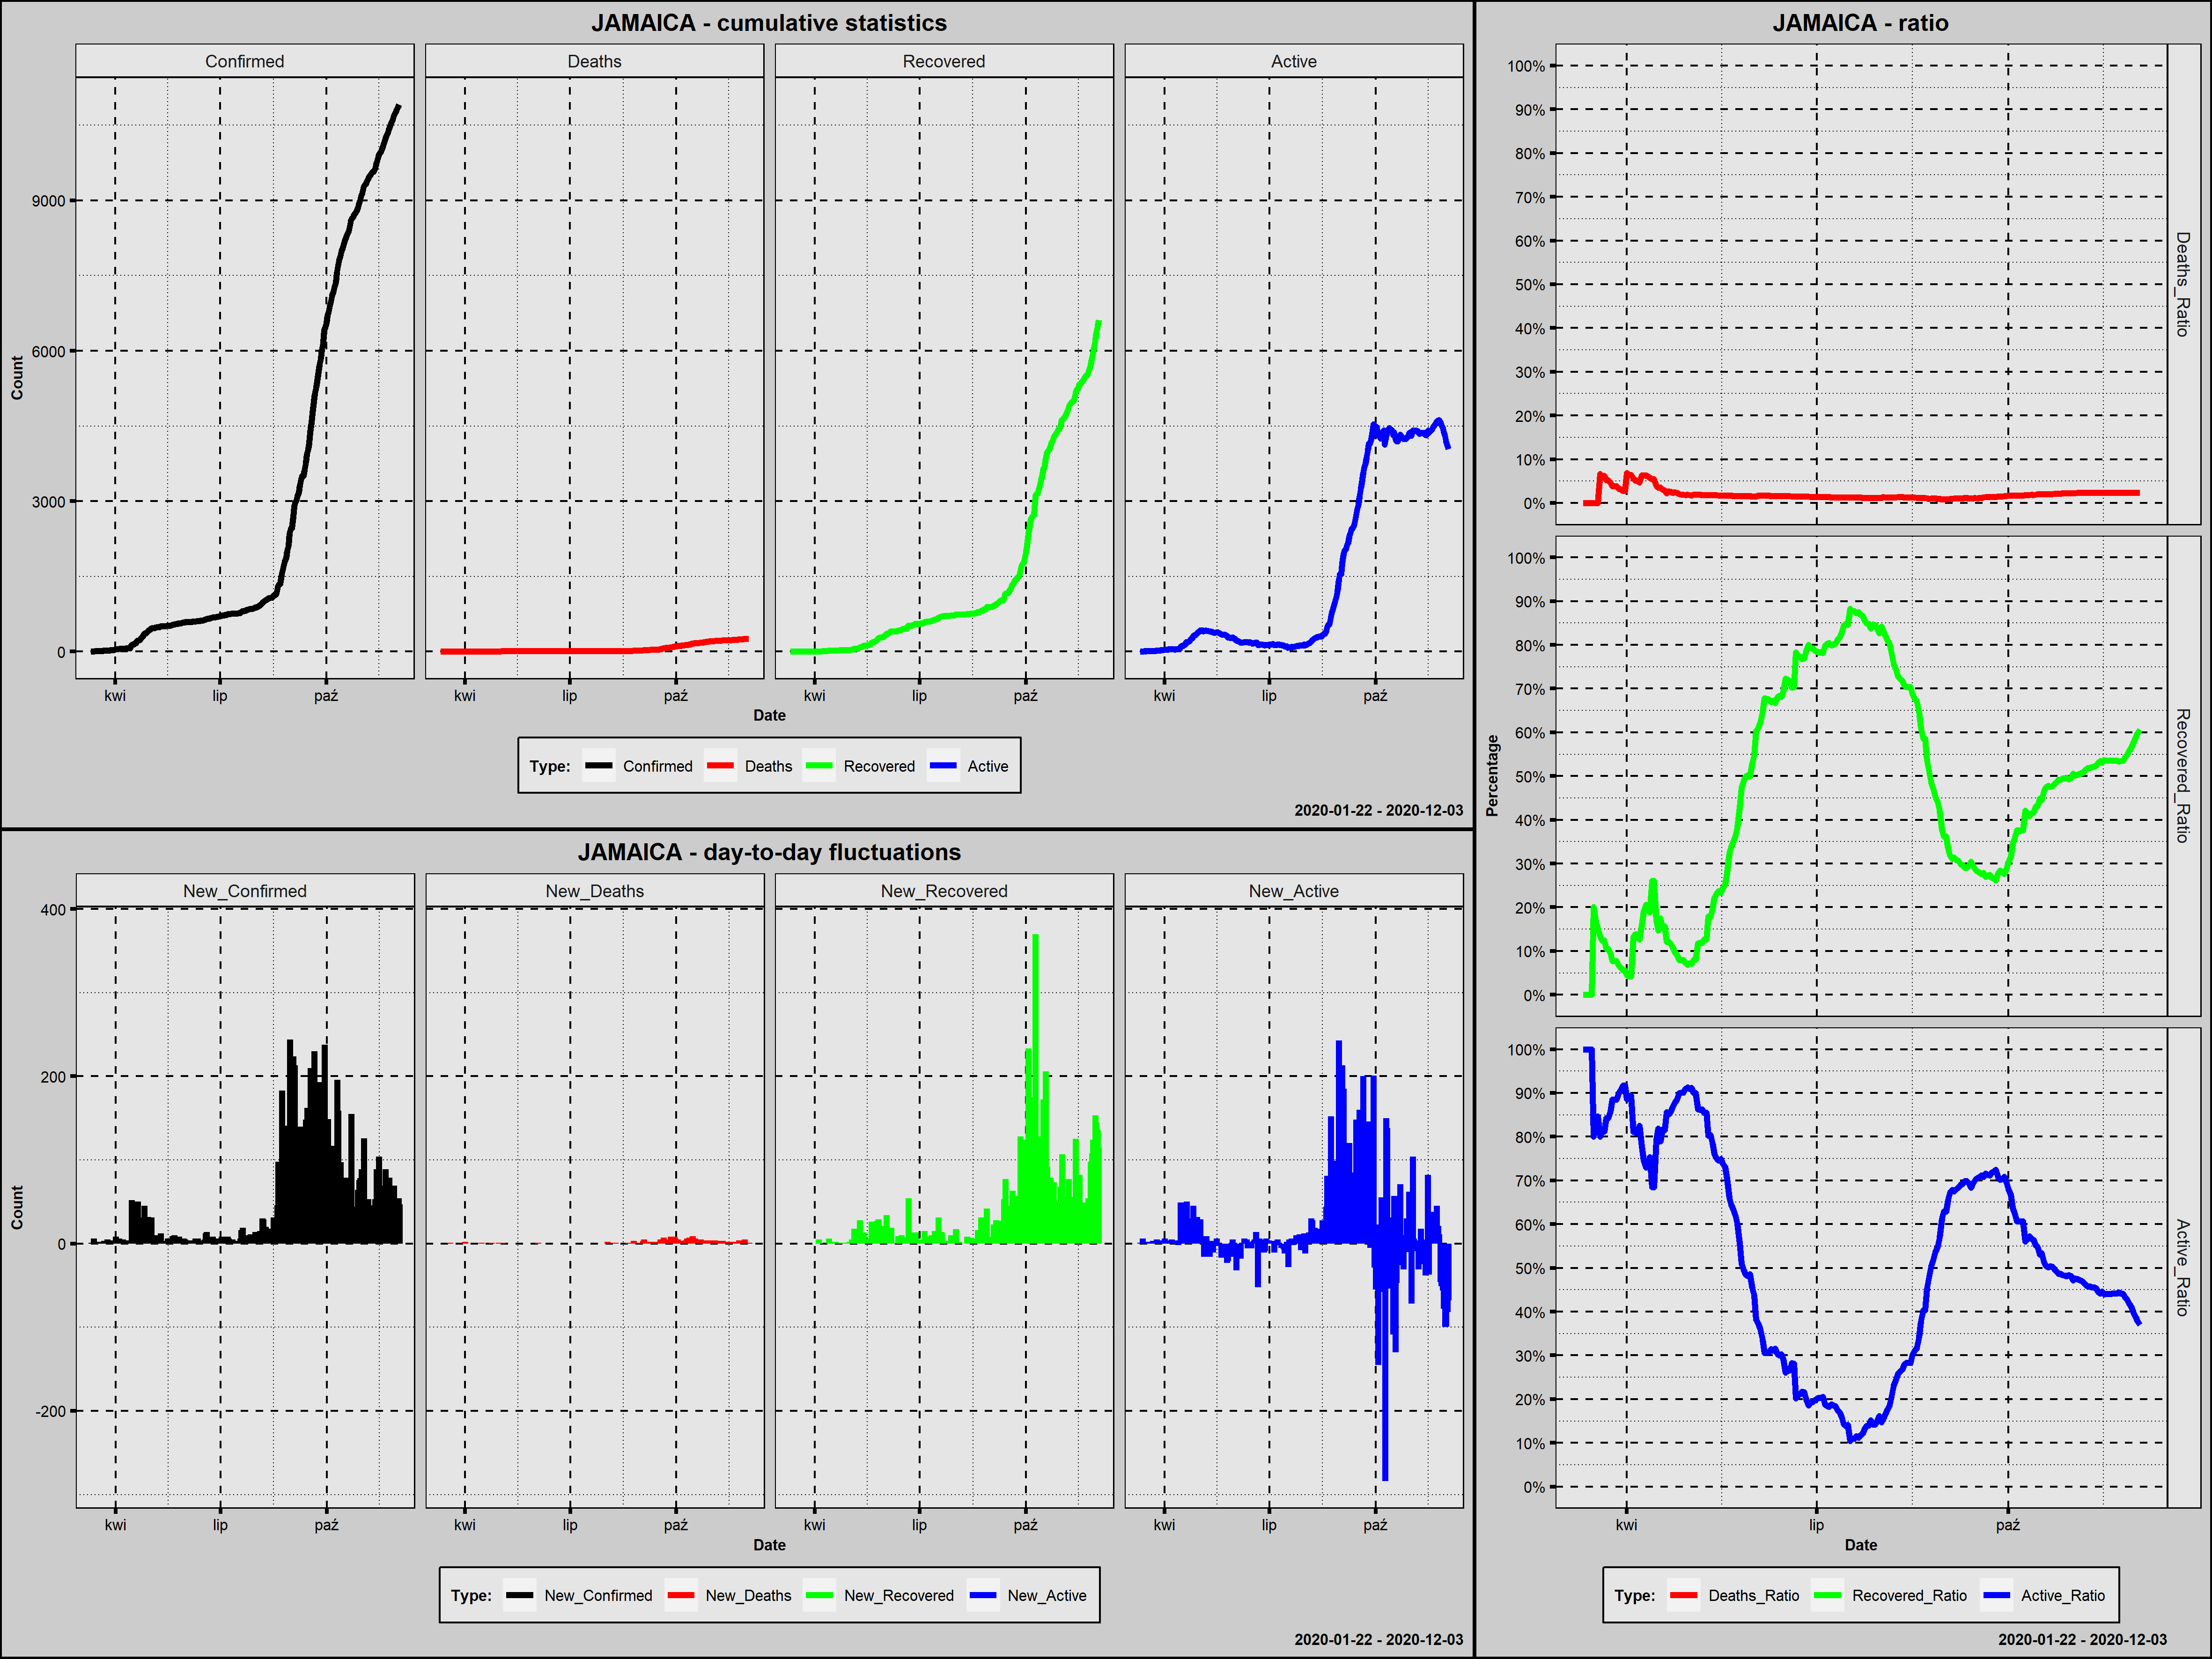 JAMAICA - cumulative statistics
Confirmed Deaths Recovered Active
Count
9000
6000
3000
0
kwi lip paź kwi lip paź kwi lip paź kwi lip paź
Date
Type: Confirmed Deaths Recovered Active
2020-01-22 - 2020-12-03
JAMAICA - day-to-day fluctuations
New_Confirmed New_Deaths New_Recovered New_Active
Count
400
200
0
-200
kwi lip paź kwi lip paź kwi lip paź kwi lip paź
Date
Type: New_Confirmed New_Deaths New_Recovered New_Active
2020-01-22 - 2020-12-03
JAMAICA - ratio
Percentage
100%
90%
80%
70%
60%
50%
40%
30%
20%
10%
0%
Deaths_Ratio
100%
90%
80%
70%
60%
50%
40%
30%
20%
10%
0%
Recovered_Ratio
100%
90%
80%
70%
60%
50%
40%
30%
20%
10%
0%
Active_Ratio
kwi lip paź
Date
Type: Deaths_Ratio Recovered_Ratio Active_Ratio
2020-01-22 - 2020-12-03